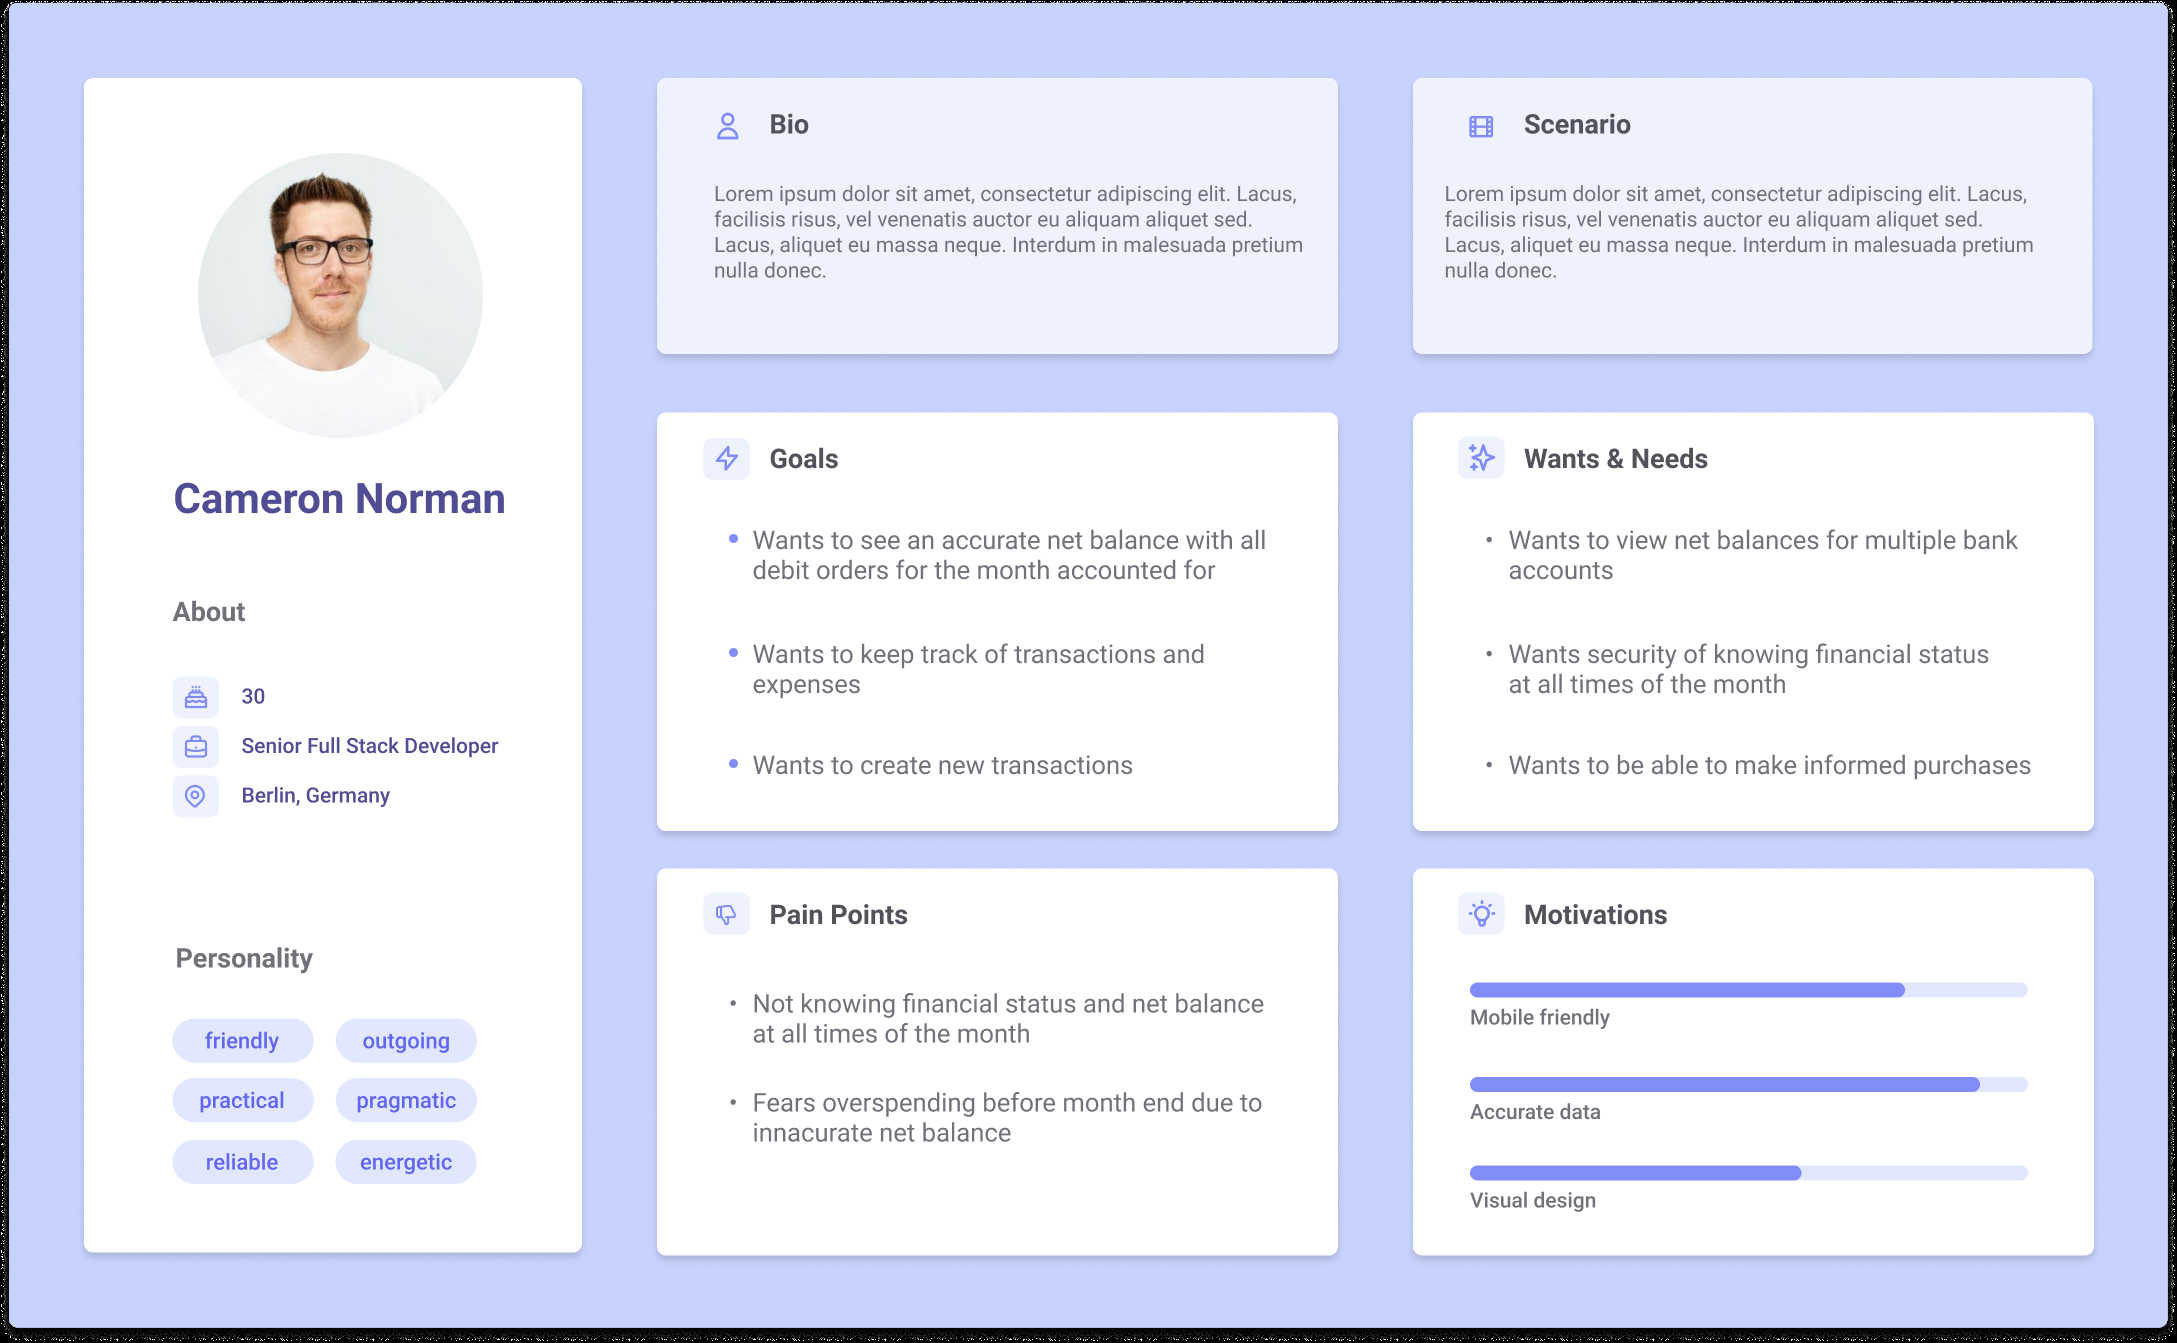 Cameron Norman
About
30
Senior Full Stack Developer
Berlin, Germany
Personality
friendly
outgoing
practical
pragmatic
reliable
energetic
Bio
Lorem ipsum dolor sit amet, consectetur adipiscing elit. Lacus,
facilisis risus, vel venenatis auctor eu aliquam aliquet sed.
Lacus, aliquet eu massa neque. Interdum in malesuada pretium
nulla donec.
Scenario
Lorem ipsum dolor sit amet, consectetur adipiscing elit. Lacus,
facilisis risus, vel venenatis auctor eu aliquam aliquet sed.
Lacus, aliquet eu massa neque. Interdum in malesuada pretium
nulla donec.
Goals
• Wants to see an accurate net balance with all
debit orders for the month accounted for
• Wants to keep track of transactions and
expenses
• Wants to create new transactions
Wants & Needs
• Wants to view net balances for multiple bank
accounts
• Wants security of knowing financial status
at all times of the month
• Wants to be able to make informed purchases
Pain Points
• Not knowing financial status and net balance
at all times of the month
• Fears overspending before month end due to
innacurate net balance
Motivations
Mobile friendly
Accurate data
Visual design